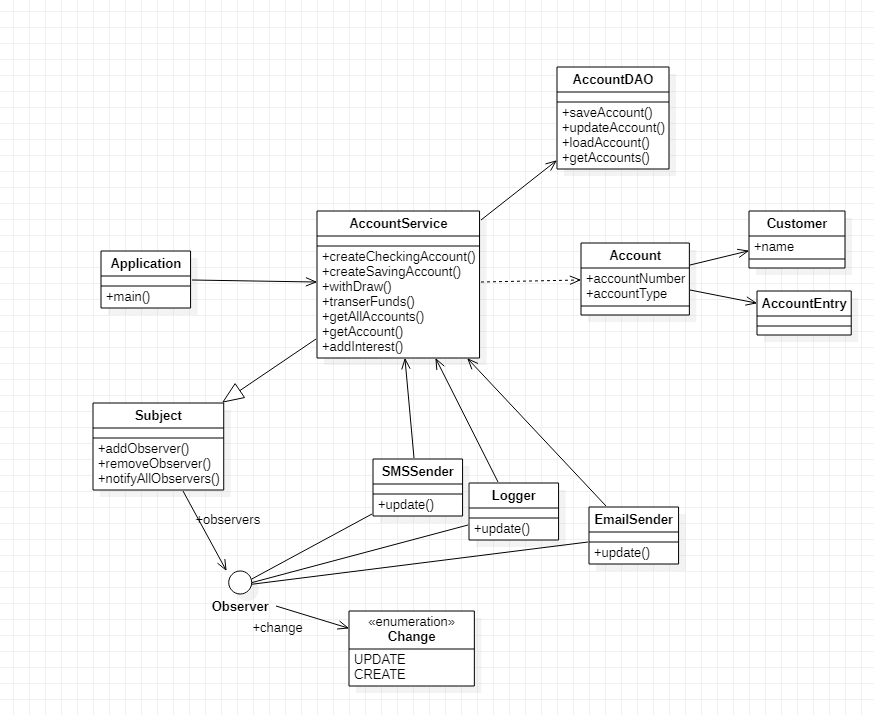 AccountDAO
+saveAccount()
+updateAccount()
+loadAccount()
+getAccounts()
AccountService
+createCheckingAccount()
+createSavingAccount()
+withDraw()
+transerFunds()
+getAllAccounts()
+getAccount()
+addInterest()
Customer
+name
Application
+main()
Account
+accountNumber
+accountType
AccountEntry
Subject
+addObserver()
+removeObserver()
+notifyAllObservers()
+observers
SMSSender
+update()
Logger
+update()
EmailSender
+update()
Observer
+change
«enumeration»
Change
UPDATE
CREATE